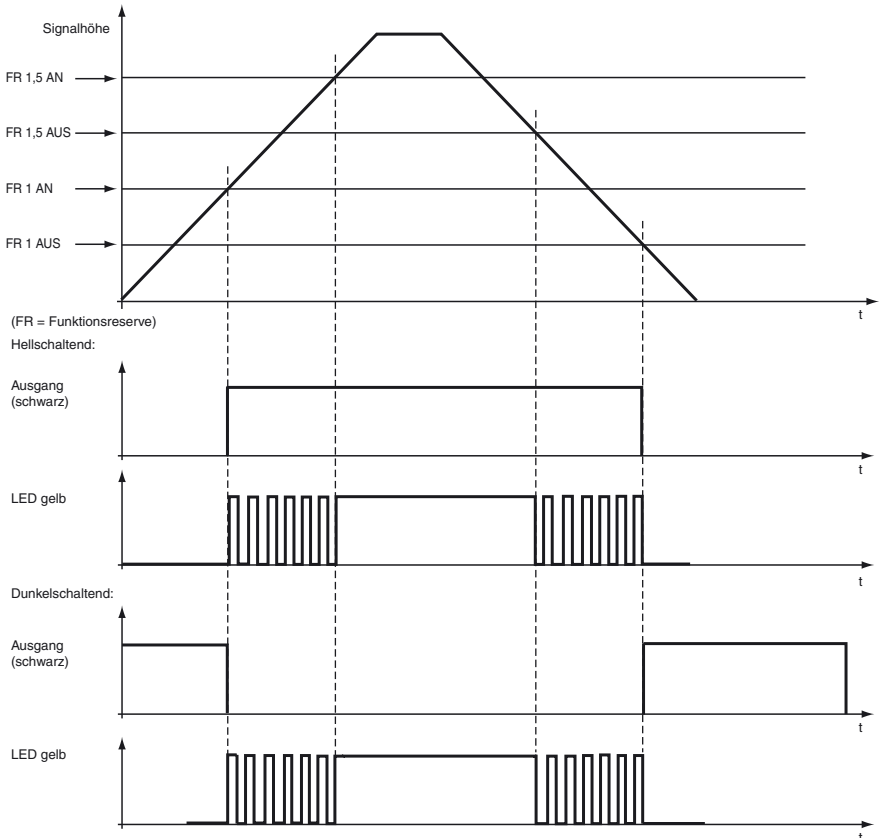 Signalhöhe
FR 1,5 AN
FR 1,5 AUS
FR 1 AN
FR 1 AUS
t
(FR = Funktionsreserve)
Hellschaltend:
Ausgang
(schwarz)
t
LED gelb
t
Dunkelschaltend:
Ausgang
(schwarz)
t
LED gelb
t